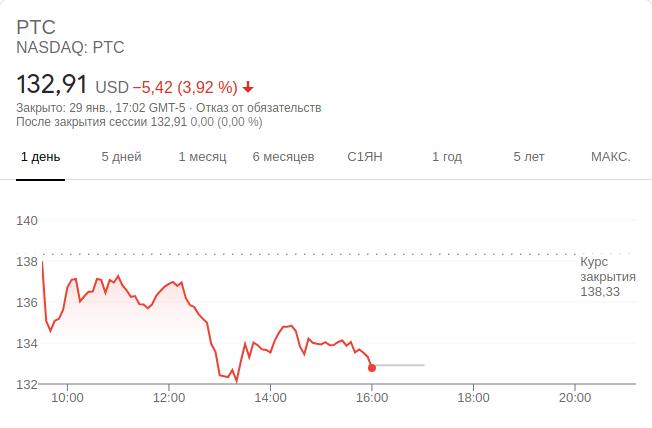 PTC
NASDAQ: PTC
132,91 USD −5,42 (3,92 %)
Закрыто: 29 янв., 17:02 GMT-5 · Отказ от обязательств
После закрытия сессии 132,91 0,00 (0,00 %)
1 день 5 дней 1 месяц 6 месяцев С1ЯН 1 год 5 лет МАКС.
140
138
136
134
132
Курс
закрытия
138,33
10:00 12:00 14:00 16:00 18:00 20:00